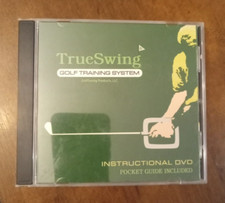 TrueSwing
GOLF TRAINING SYSTEM
INSTRUCTIONAL DVD
POCKET GUIDE INCLUDED